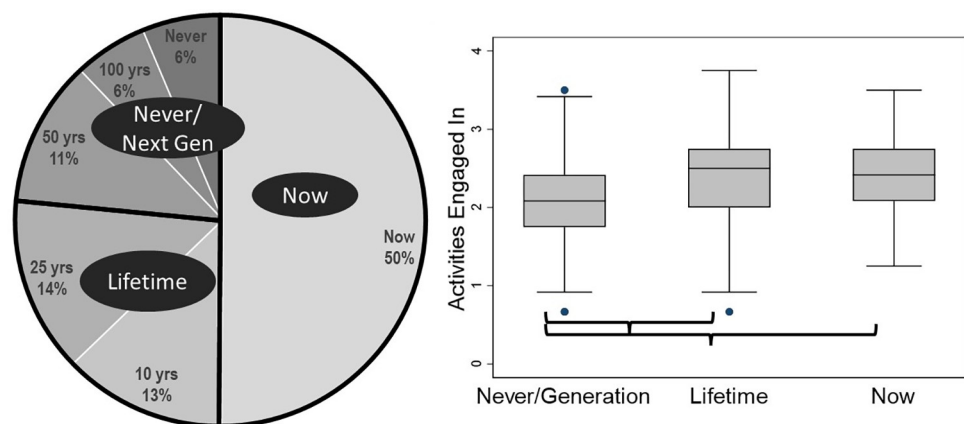 Never
6%
100 yrs
6%
Never/
Next Gen
50 yrs
11%
Now
Now
50%
25 yrs
14%
Lifetime
10 yrs
13%
Activities Engaged In
4
3
2
1
0
Never/Generation
Lifetime
Now